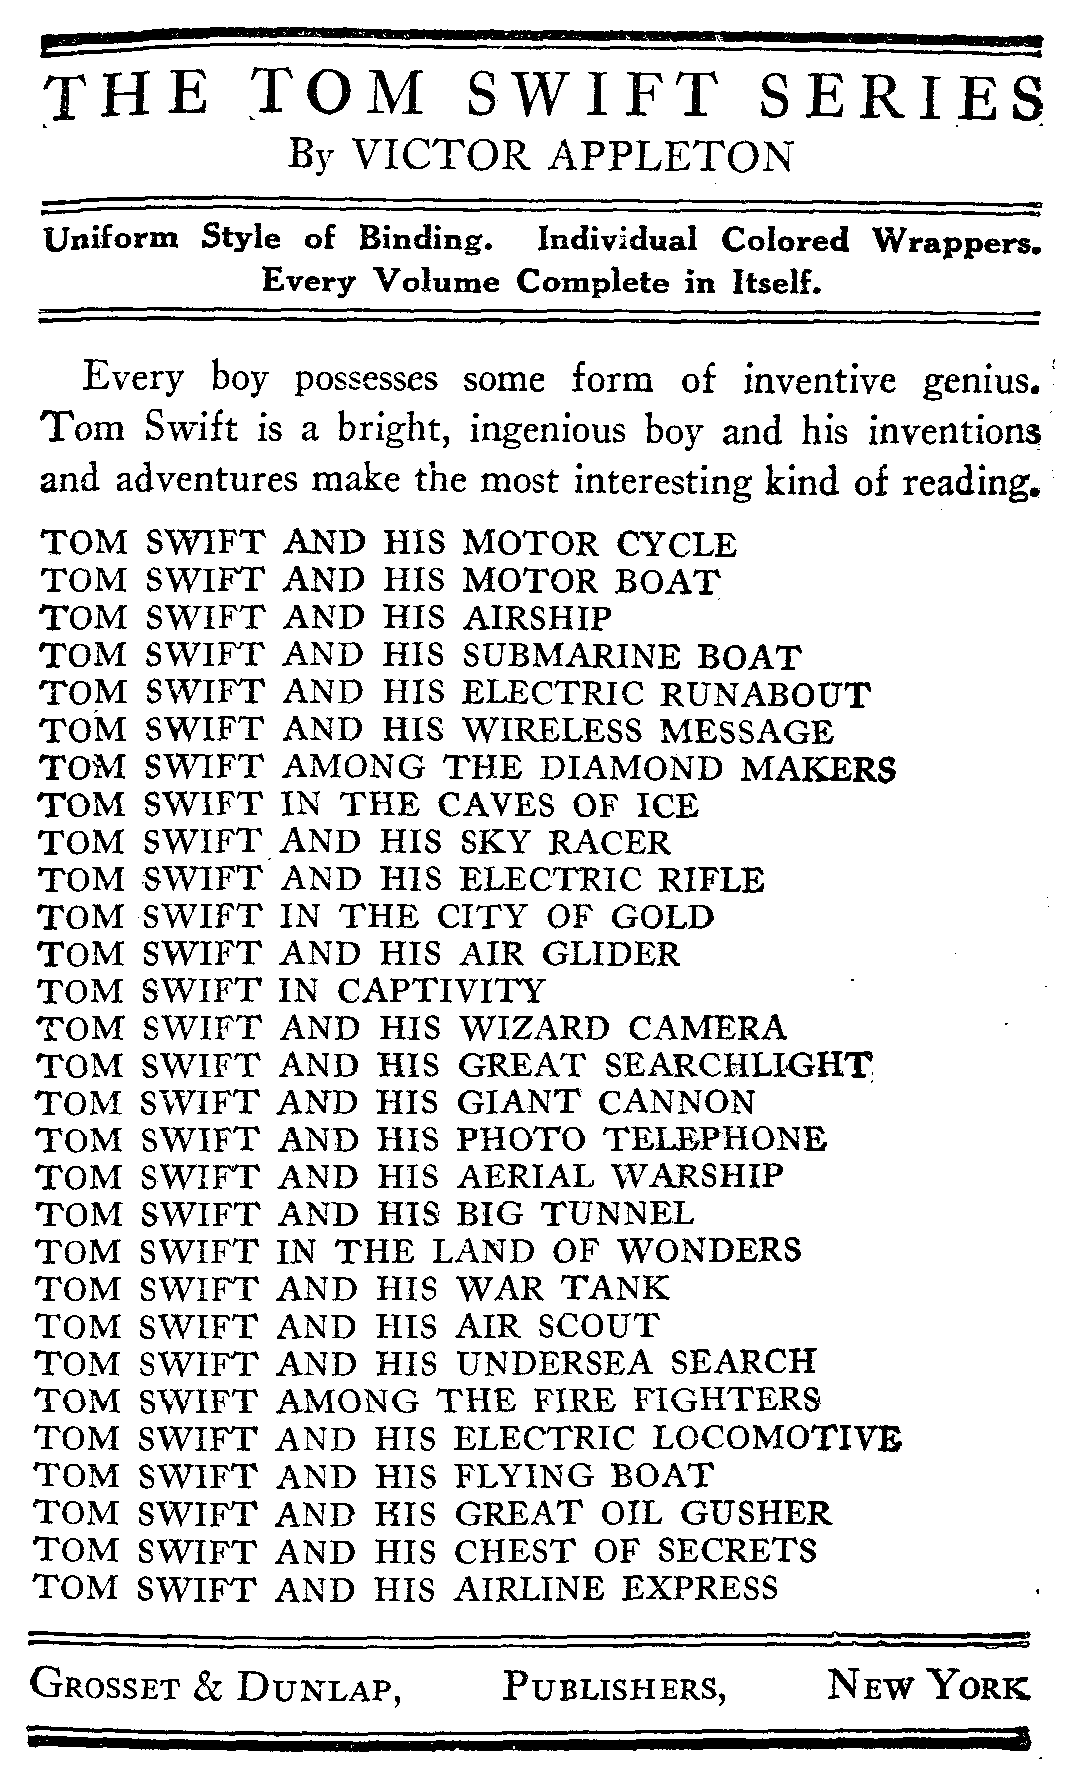 THE TOM SWIFT SERIES
By VICTOR APPLETON
Uniform Style of Binding. Individual Colored Wrappers.
Every Volume Complete in Itself.
Every boy possesses some form of inventive genius.
Tom Swift is a bright, ingenious boy and his inventions
and adventures make the most interesting kind of reading.
TOM SWIFT AND HIS MOTOR CYCLE
TOM SWIFT AND HIS MOTOR BOAT
TOM SWIFT AND HIS AIRSHIP
TOM SWIFT AND HIS SUBMARINE BOAT
TOM SWIFT AND HIS ELECTRIC RUNABOUT
TOM SWIFT AND HIS WIRELESS MESSAGE
TOM SWIFT AMONG THE DIAMOND MAKERS
TOM SWIFT IN THE CAVES OF ICE
TOM SWIFT AND HIS SKY RACER
TOM SWIFT AND HIS ELECTRIC RIFLE
TOM SWIFT IN THE CITY OF GOLD
TOM SWIFT AND HIS AIR GLIDER
TOM SWIFT IN CAPTIVITY
TOM SWIFT AND HIS WIZARD CAMERA
TOM SWIFT AND HIS GREAT SEARCHLIGHT
TOM SWIFT AND HIS GIANT CANNON
TOM SWIFT AND HIS PHOTO TELEPHONE
TOM SWIFT AND HIS AERIAL WARSHIP
TOM SWIFT AND HIS BIG TUNNEL
TOM SWIFT IN THE LAND OF WONDERS
TOM SWIFT AND HIS WAR TANK
TOM SWIFT AND HIS AIR SCOUT
TOM SWIFT AND HIS UNDERSEA SEARCH
TOM SWIFT AMONG THE FIRE FIGHTERS
TOM SWIFT AND HIS ELECTRIC LOCOMOTIVE
TOM SWIFT AND HIS FLYING BOAT
TOM SWIFT AND HIS GREAT OIL GUSHER
TOM SWIFT AND HIS CHEST OF SECRETS
TOM SWIFT AND HIS AIRLINE EXPRESS
GROSSET & DUNLAP, PUBLISHERS, NEW YORK